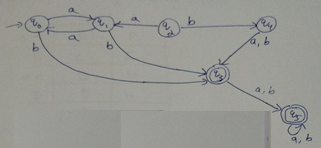 a
q₀ q₁ a q₂ b q₄
a
b b a, b
q₃ a, b
q₅
a, b